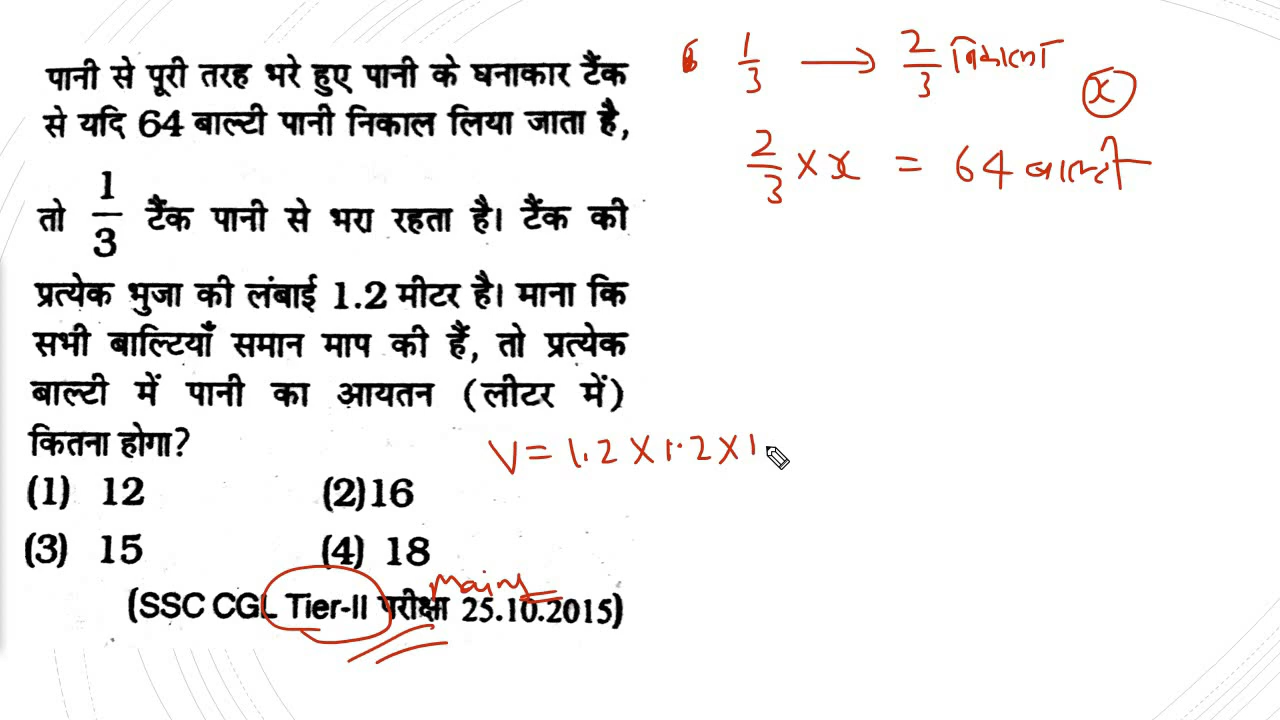 पानी से पूरी तरह भरे हुए पानी के घनाकार टैंक
से यदि 64 बाल्टी पानी निकाल लिया जाता है,
तो 1/3 टैंक पानी से भरा रहता है। टैंक की
प्रत्येक भुजा की लंबाई 1.2 मीटर है। माना कि
सभी बाल्टियाँ समान माप की हैं, तो प्रत्येक
बाल्टी में पानी का आयतन (लीटर में)
कितना होगा?
(1) 12 (2) 16
(3) 15 (4) 18
(SSC CGL Tier-II परीक्षा 25.10.2015)
mains
1/3 → 2/3 निकाला
x
2/3 × x = 64 बाल्टी
V = 1.2 × 1.2 × 1